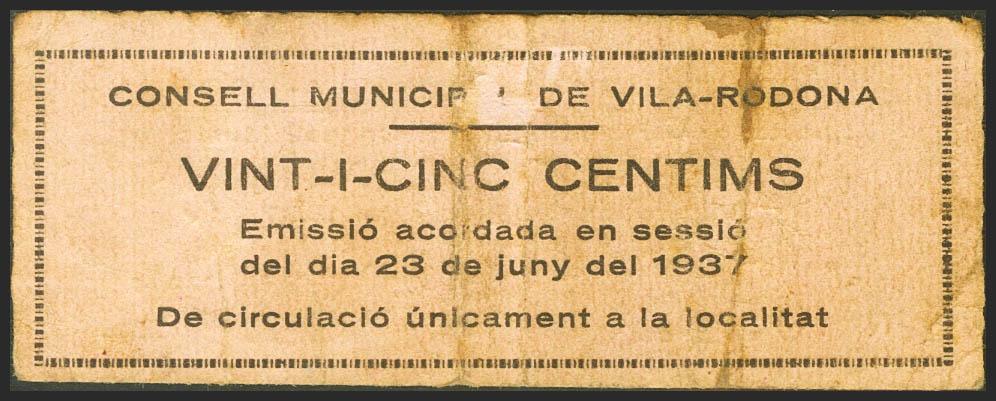 CONSELL MUNICIPAL DE VILA-RODONA
VINT-I-CINC CENTIMS
Emissió acordada en sessió
del dia 23 de juny del 1937
De circulació únicament a la localitat